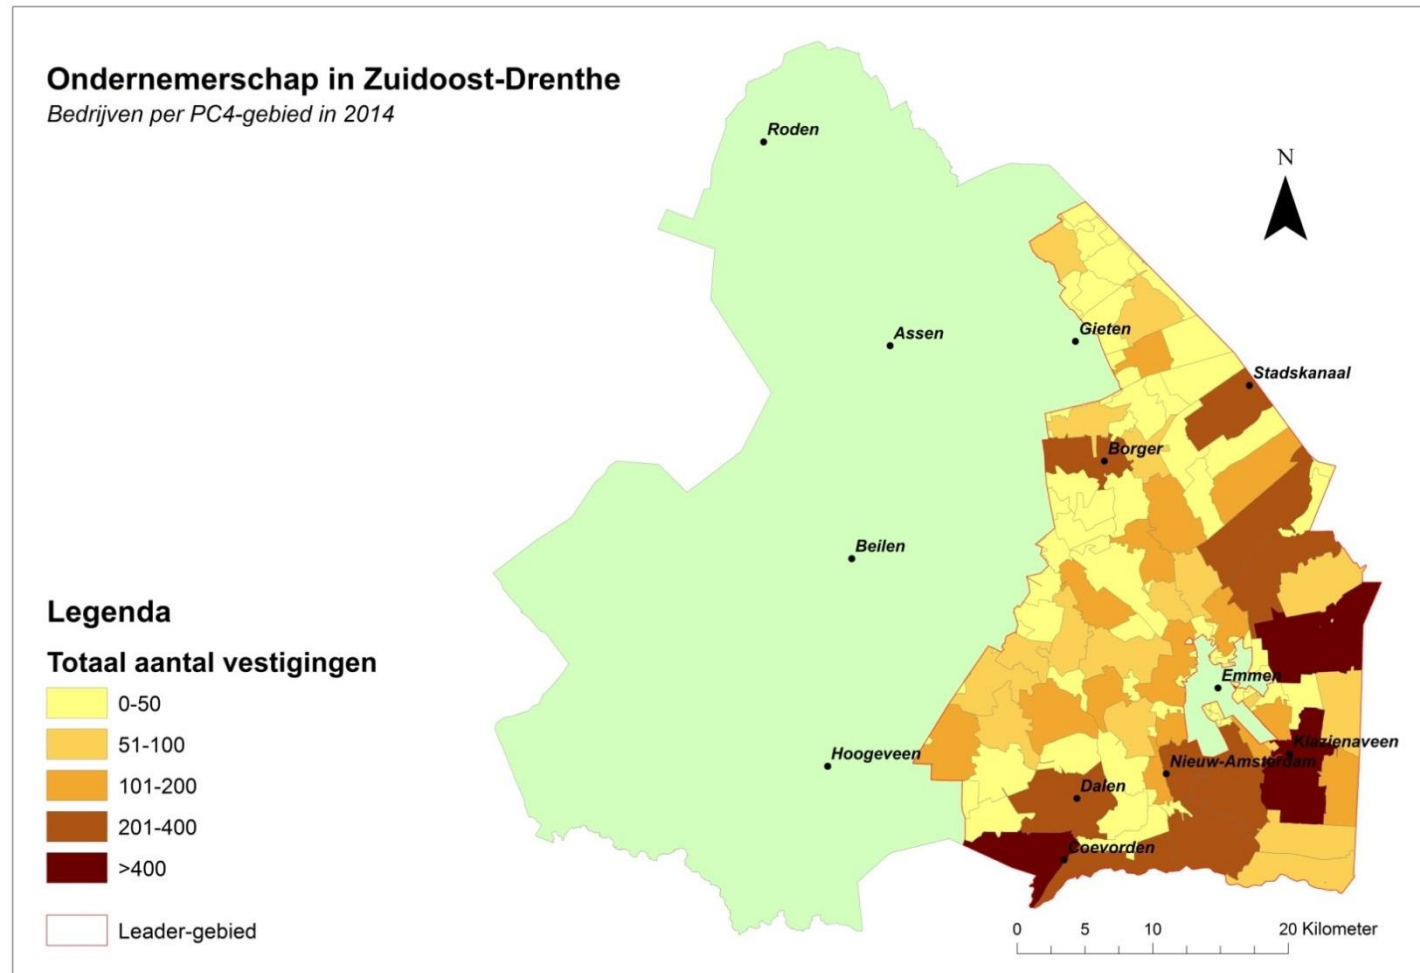 Ondernemerschap in Zuidoost-Drenthe
Bedrijven per PC4-gebied in 2014
Roden
N
Assen
Gieten
Stadskanaal
Borger
Beilen
Emmen
Klazienaveen
Hoogeveen
Nieuw-Amsterdam
Dalen
Coevorden
Legenda
Totaal aantal vestigingen
0-50
51-100
101-200
201-400
>400
Leader-gebied
0 5 10 20 Kilometer